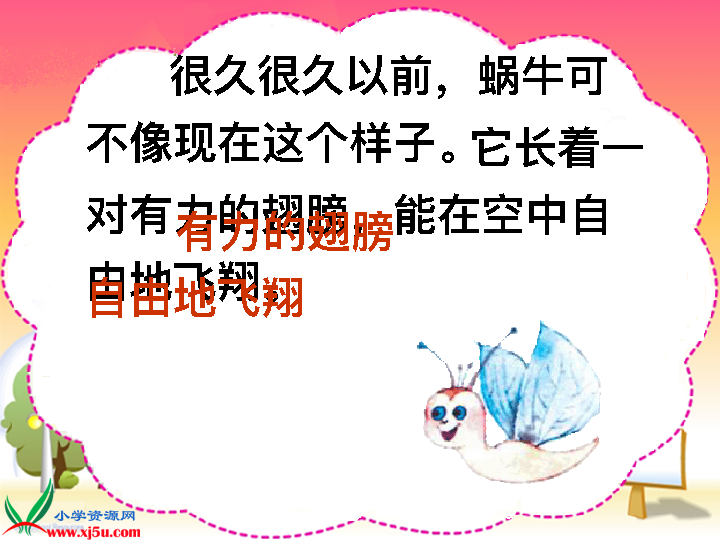 很久很久以前，蜗牛可
不像现在这个样子。它长着一
对有力的翅膀，能在空中自
有力的翅膀
由地飞翔。
自由地飞翔
小学资源网
www.xj5u.com